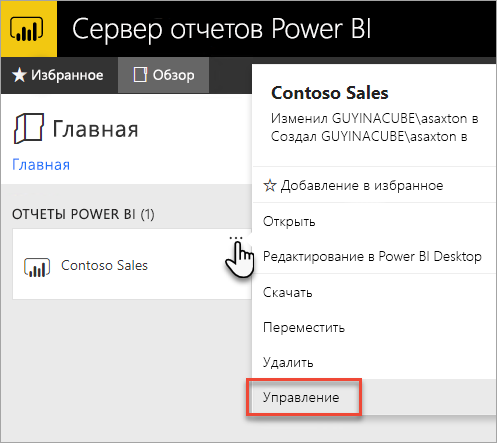 Сервер отчетов Power BI
Избранное
Обзор
Главная
Главная
ОТЧЕТЫ POWER BI (1)
...
Contoso Sales
Contoso Sales
Изменил GUYINACUBE\asaxton в
Создал GUYINACUBE\asaxton в
Добавление в избранное
Открыть
Редактирование в Power BI Desktop
Скачать
Переместить
Удалить
Управление